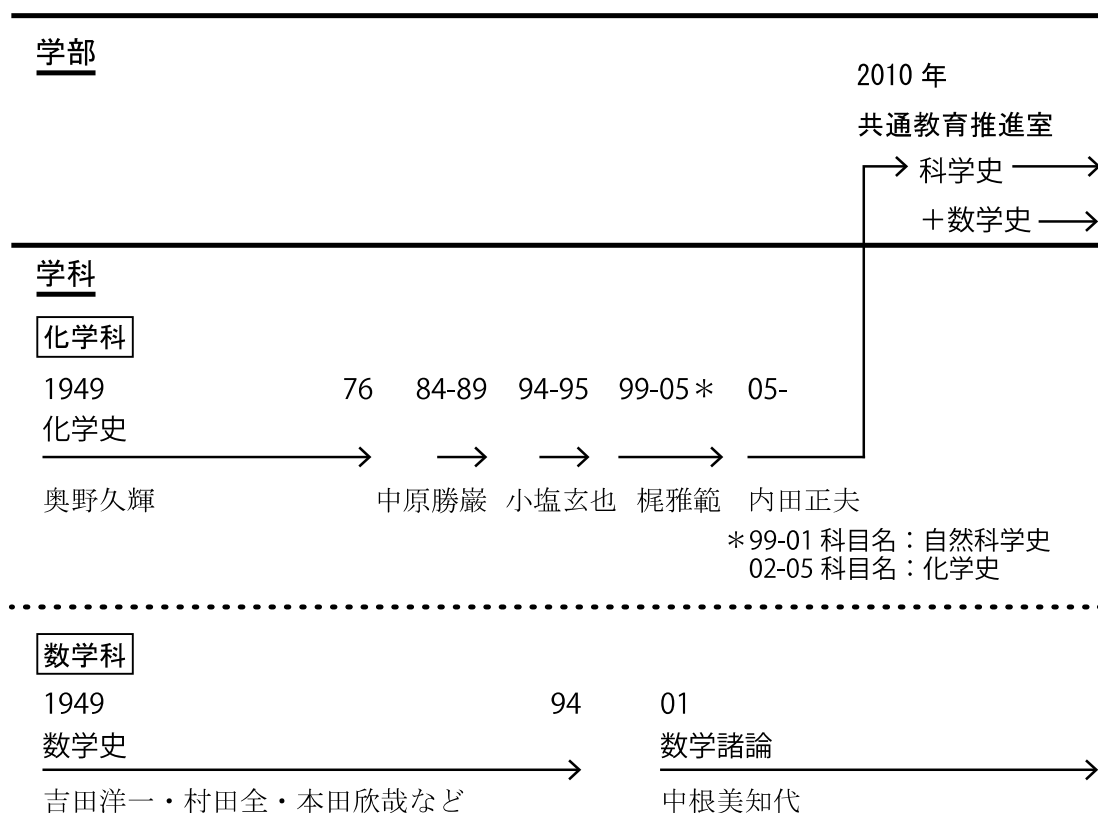 学部
2010 年
共通教育推進室
科学史
＋数学史
学科
化学科
1949 76 84-89 94-95 99-05＊ 05-
化学史
奥野久輝 中原勝巌 小塩玄也 梶雅範 内田正夫
＊99-01 科目名：自然科学史
02-05 科目名：化学史
数学科
1949 94 01
数学史 数学諸論
吉田洋一・村田全・本田欣哉など 中根美知代